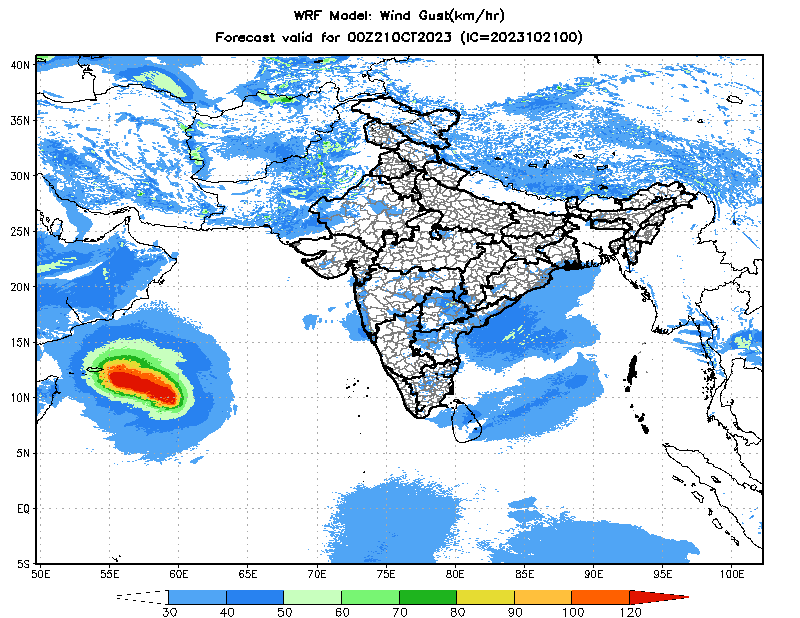 WRF Model: Wind Gust(km/hr)
Forecast valid for 00Z21OCT2023 (IC=2023102100)
40N
35N
30N
25N
20N
15N
10N
5N
EQ
5S
50E 55E 60E 65E 70E 75E 80E 85E 90E 95E 100E
30 40 50 60 70 80 90 100 120